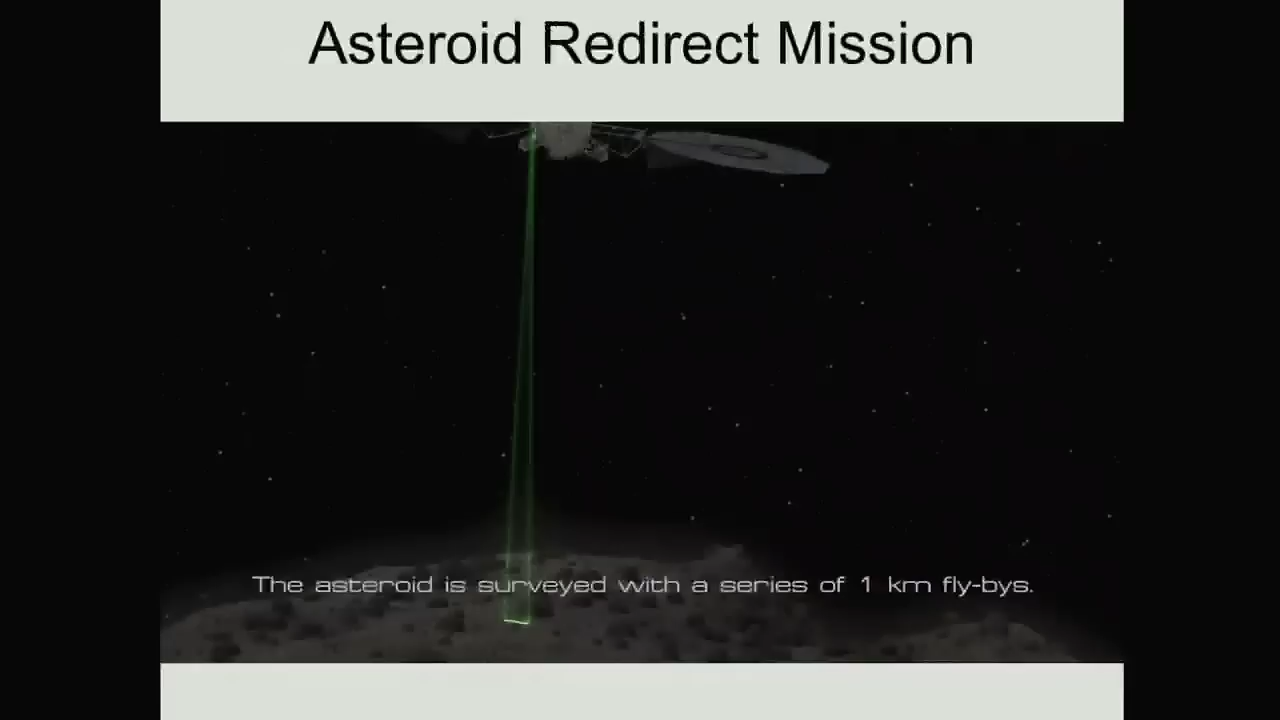 Asteroid Redirect Mission
The asteroid is surveyed with a series of 1 km fly-bys.